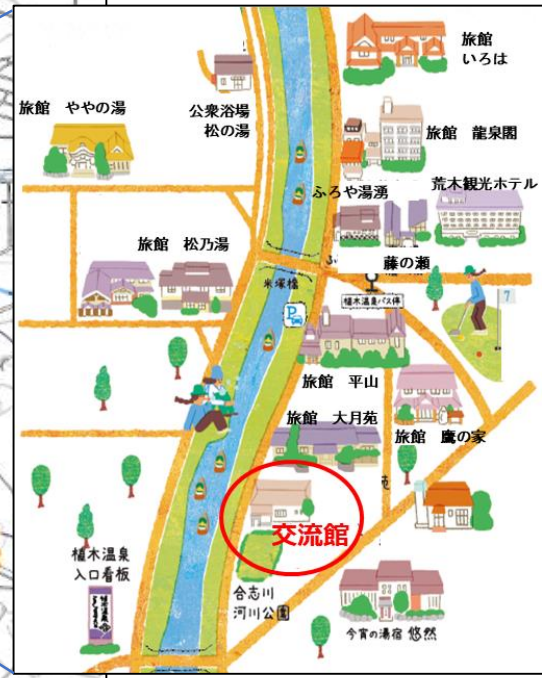 旅館
いろは
旅館 ややの湯
公衆浴場
松の湯
旅館 龍泉閣
ふろや湯湧
荒木観光ホテル
旅館 松乃湯
藤の瀬
米塚橋
植木温泉バス停
P
7
旅館 平山
旅館 大月苑
旅館 鷹の家
交流館
植木温泉
入口看板
合志川
河川公園
今宵の湯宿 悠然